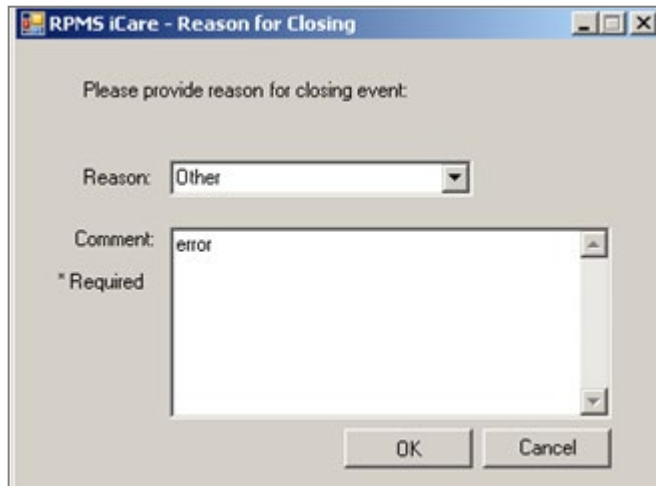 RPMS iCare - Reason for Closing
Please provide reason for closing event:
Reason: Other
Comment: error
* Required
OK Cancel